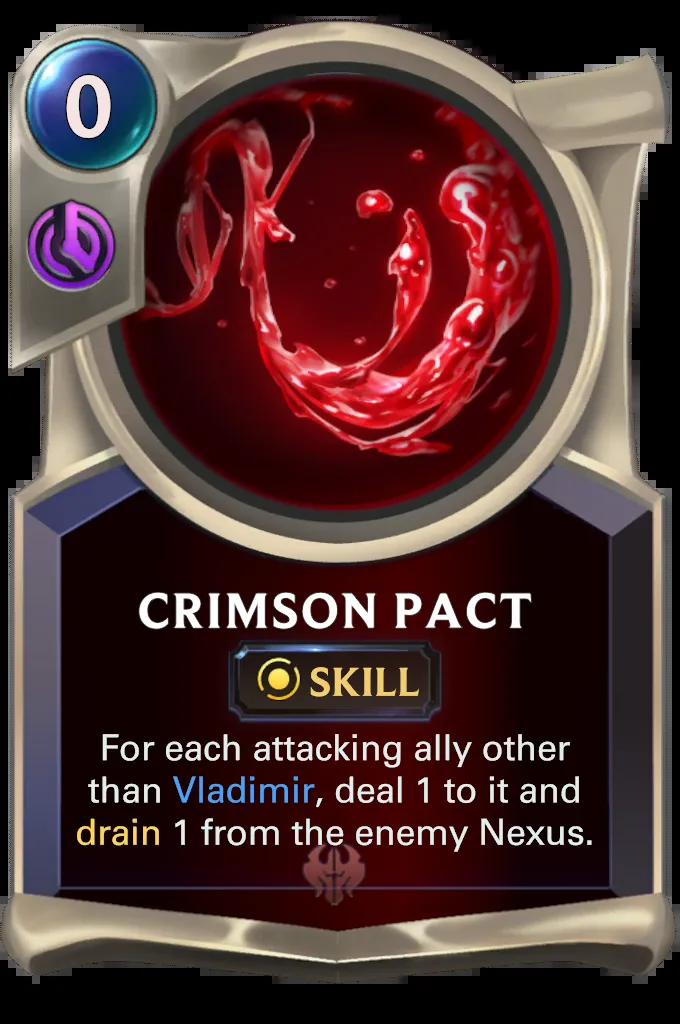 0
CRIMSON PACT
SKILL
For each attacking ally other
than Vladimir, deal 1 to it and
drain 1 from the enemy Nexus.